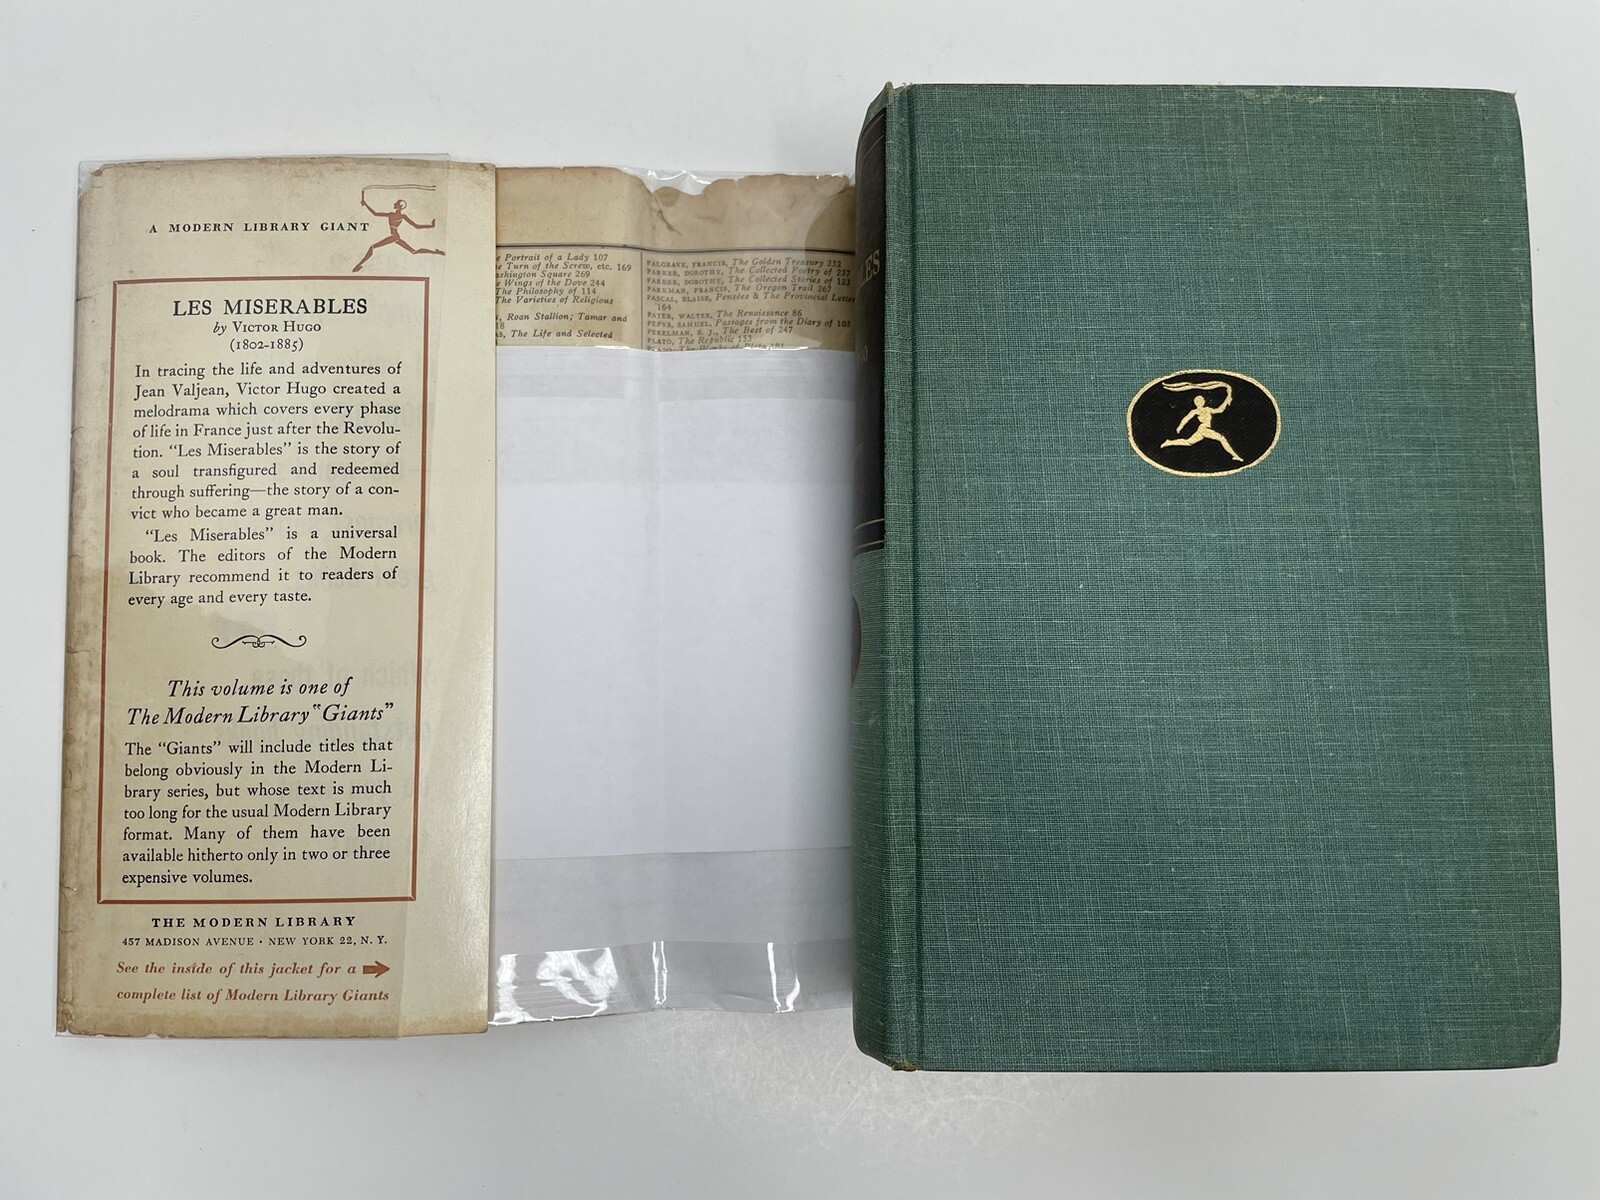 A MODERN LIBRARY GIANT
LES MISERABLES
by VICTOR HUGO
(1802-1885)
In tracing the life and adventures of
Jean Valjean, Victor Hugo created a
melodrama which covers every phase
of life in France just after the Revolu-
tion. “Les Miserables” is the story of
a soul transfigured and redeemed
through suffering—the story of a con-
vict who became a great man.
“Les Miserables” is a universal
book. The editors of the Modern
Library recommend it to readers of
every age and every taste.
This volume is one of
The Modern Library “Giants”
The “Giants” will include titles that
belong obviously in the Modern Li-
brary series, but whose text is much
too long for the usual Modern Library
format. Many of them have been
available hitherto only in two or three
expensive volumes.
THE MODERN LIBRARY
457 MADISON AVENUE · NEW YORK 22, N. Y.
See the inside of this jacket for a
complete list of Modern Library Giants
Portrait of a Lady 107
Turn of the Screw, etc. 169
Square 269
Wings of the Dove 244
The Philosophy of 114
The Varieties of Religious
Roan Stallion; Tamar and
The Life and Selected
PALGRAVE, FRANCIS, The Golden Treasury 232
PARKER, DOROTHY, The Collected Poetry of 237
PARKER, DOROTHY, The Collected Stories of 123
PARKMAN, FRANCIS, The Oregon Trail 267
PASCAL, BLAISE, Pensées & The Provincial
164
PATER, WALTER, The Renaissance 86
PEPYS, SAMUEL, Passages from the Diary of 103
PERELMAN, S. J., The Best of 247
PLATO, The Republic 153